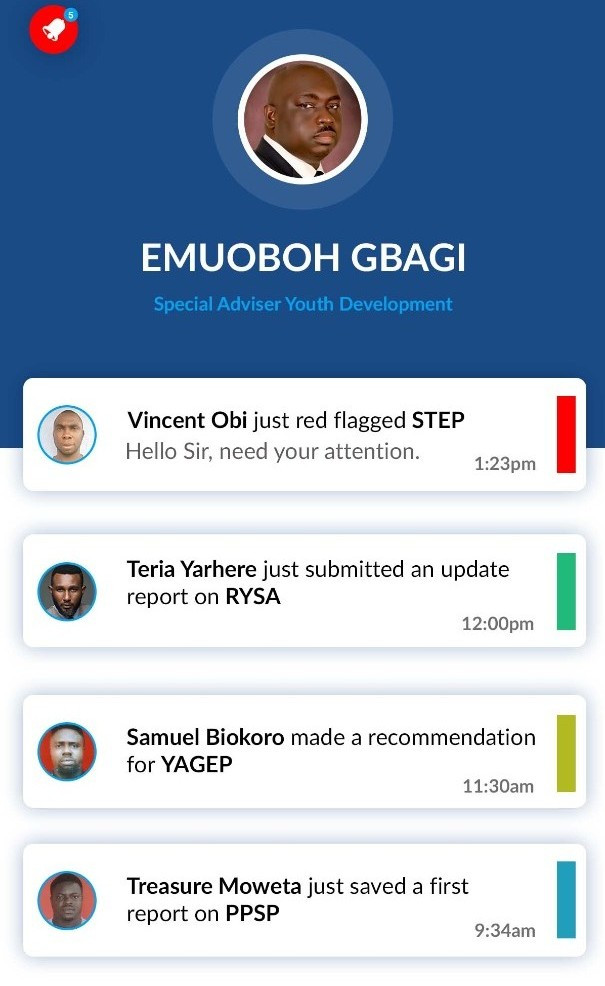 5
EMUOBOH GBAGI
Special Adviser Youth Development
Vincent Obi just red flagged STEP
Hello Sir, need your attention.
1:23pm
Teria Yarhere just submitted an update
report on RYSA
12:00pm
Samuel Biokoro made a recommendation
for YAGEP
11:30am
Treasure Moweta just saved a first
report on PPSP
9:34am